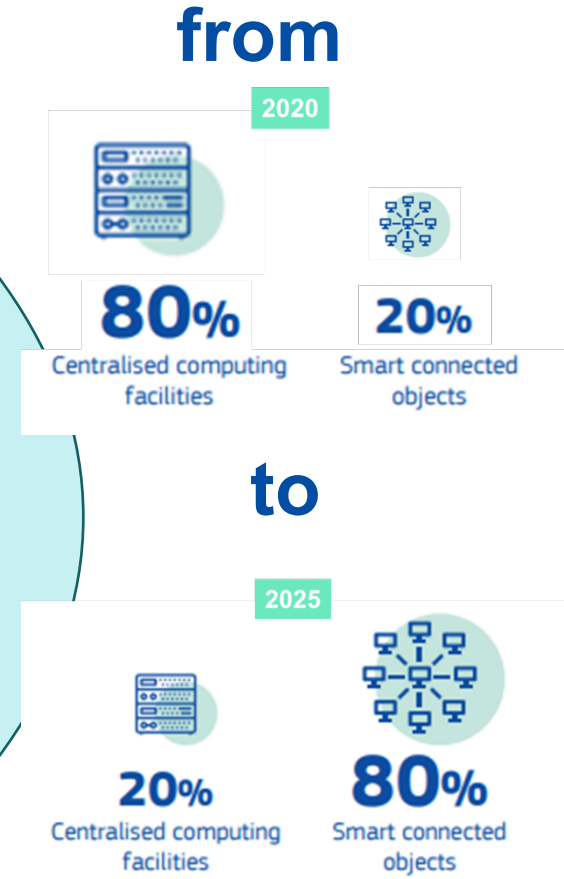 from
2020
80%
20%
Centralised computing
facilities
Smart connected
objects
to
2025
20%
80%
Centralised computing
facilities
Smart connected
objects